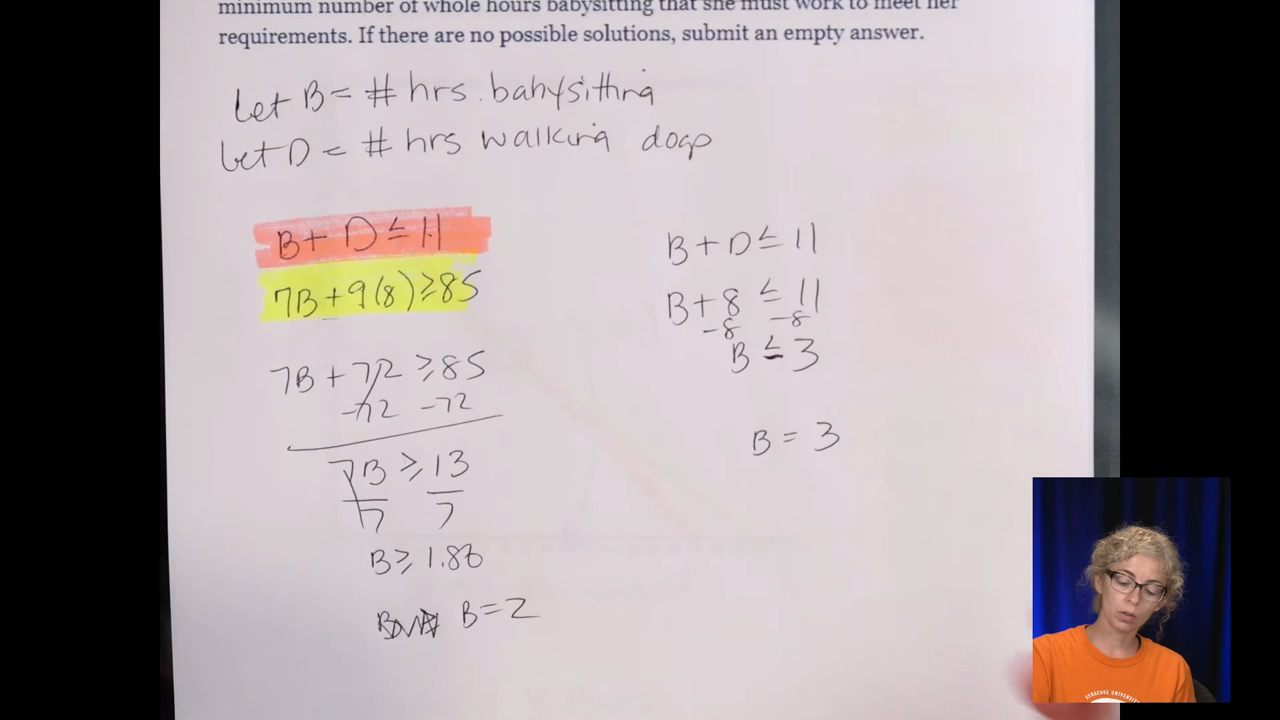 minimum number of whole hours babysitting that she must work to meet her
requirements. If there are no possible solutions, submit an empty answer.
Let B = # hrs. babysitting
Let D = # hrs walking dogs
B + D ≤ 11
7B + 9(8) ≥ 85
7B + 72 ≥ 85
-72 -72
7B ≥ 13
7 7
B ≥ 1.86
B = 2
B + D ≤ 11
B + 8 ≤ 11
-8 -8
B ≤ 3
B = 3
SYRACUSE UNIVERSITY